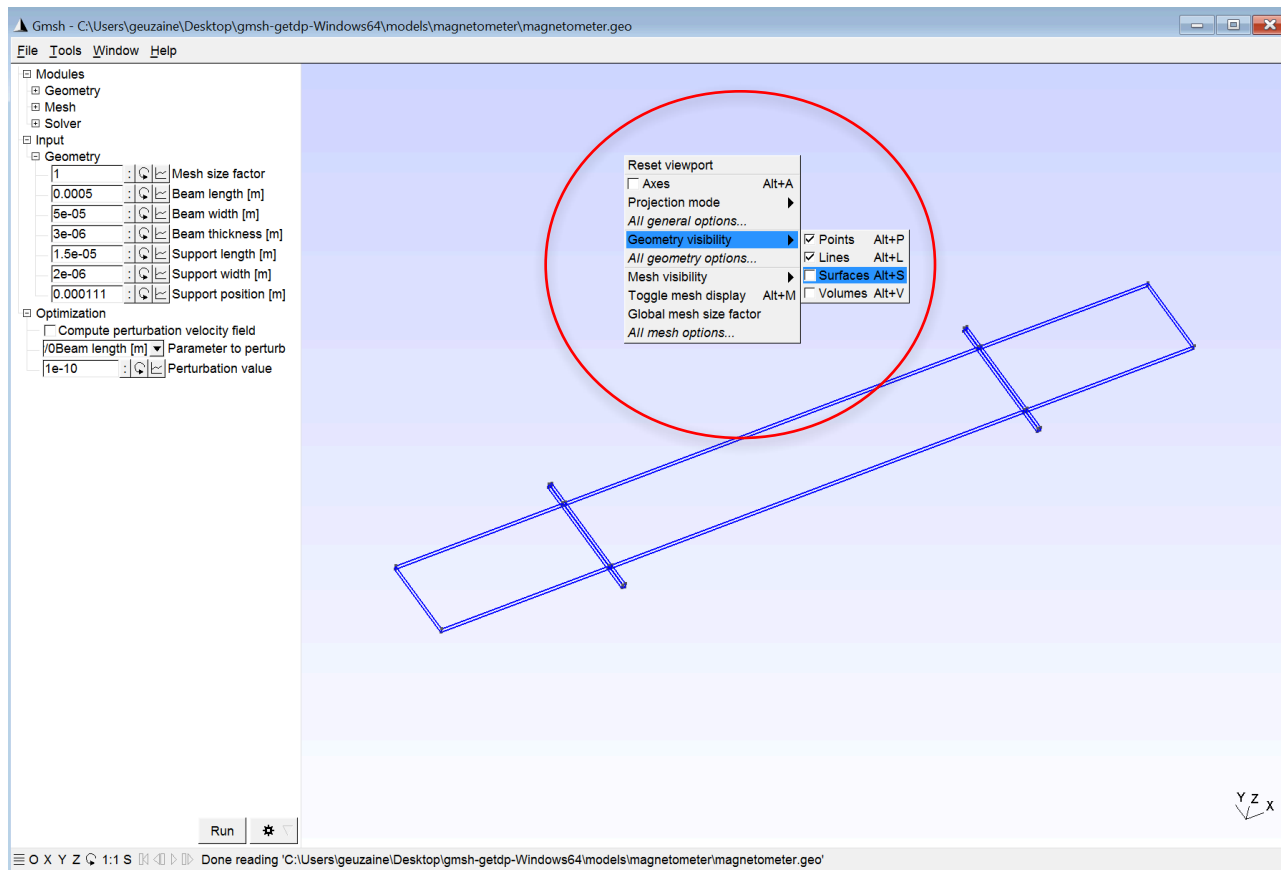 Gmsh - C:\Users\geuzaine\Desktop\gmsh-getdp-Windows64\models\magnetometer\magnetometer.geo
File Tools Window Help
Modules
Geometry
Mesh
Solver
Input
Geometry
1 : Mesh size factor
0.0005 : Beam length [m]
5e-05 : Beam width [m]
3e-06 : Beam thickness [m]
1.5e-05 : Support length [m]
2e-06 : Support width [m]
0.000111 : Support position [m]
Optimization
Compute perturbation velocity field
/0Beam length [m] Parameter to perturb
1e-10 : Perturbation value
Reset viewport
Axes Alt+A
Projection mode
All general options...
Geometry visibility
All geometry options...
Mesh visibility
Toggle mesh display Alt+M
Global mesh size factor
All mesh options...
Points Alt+P
Lines Alt+L
Surfaces Alt+S
Volumes Alt+V
Y Z X
Run
O X Y Z 1:1 S Done reading 'C:\Users\geuzaine\Desktop\gmsh-getdp-Windows64\models\magnetometer\magnetometer.geo'